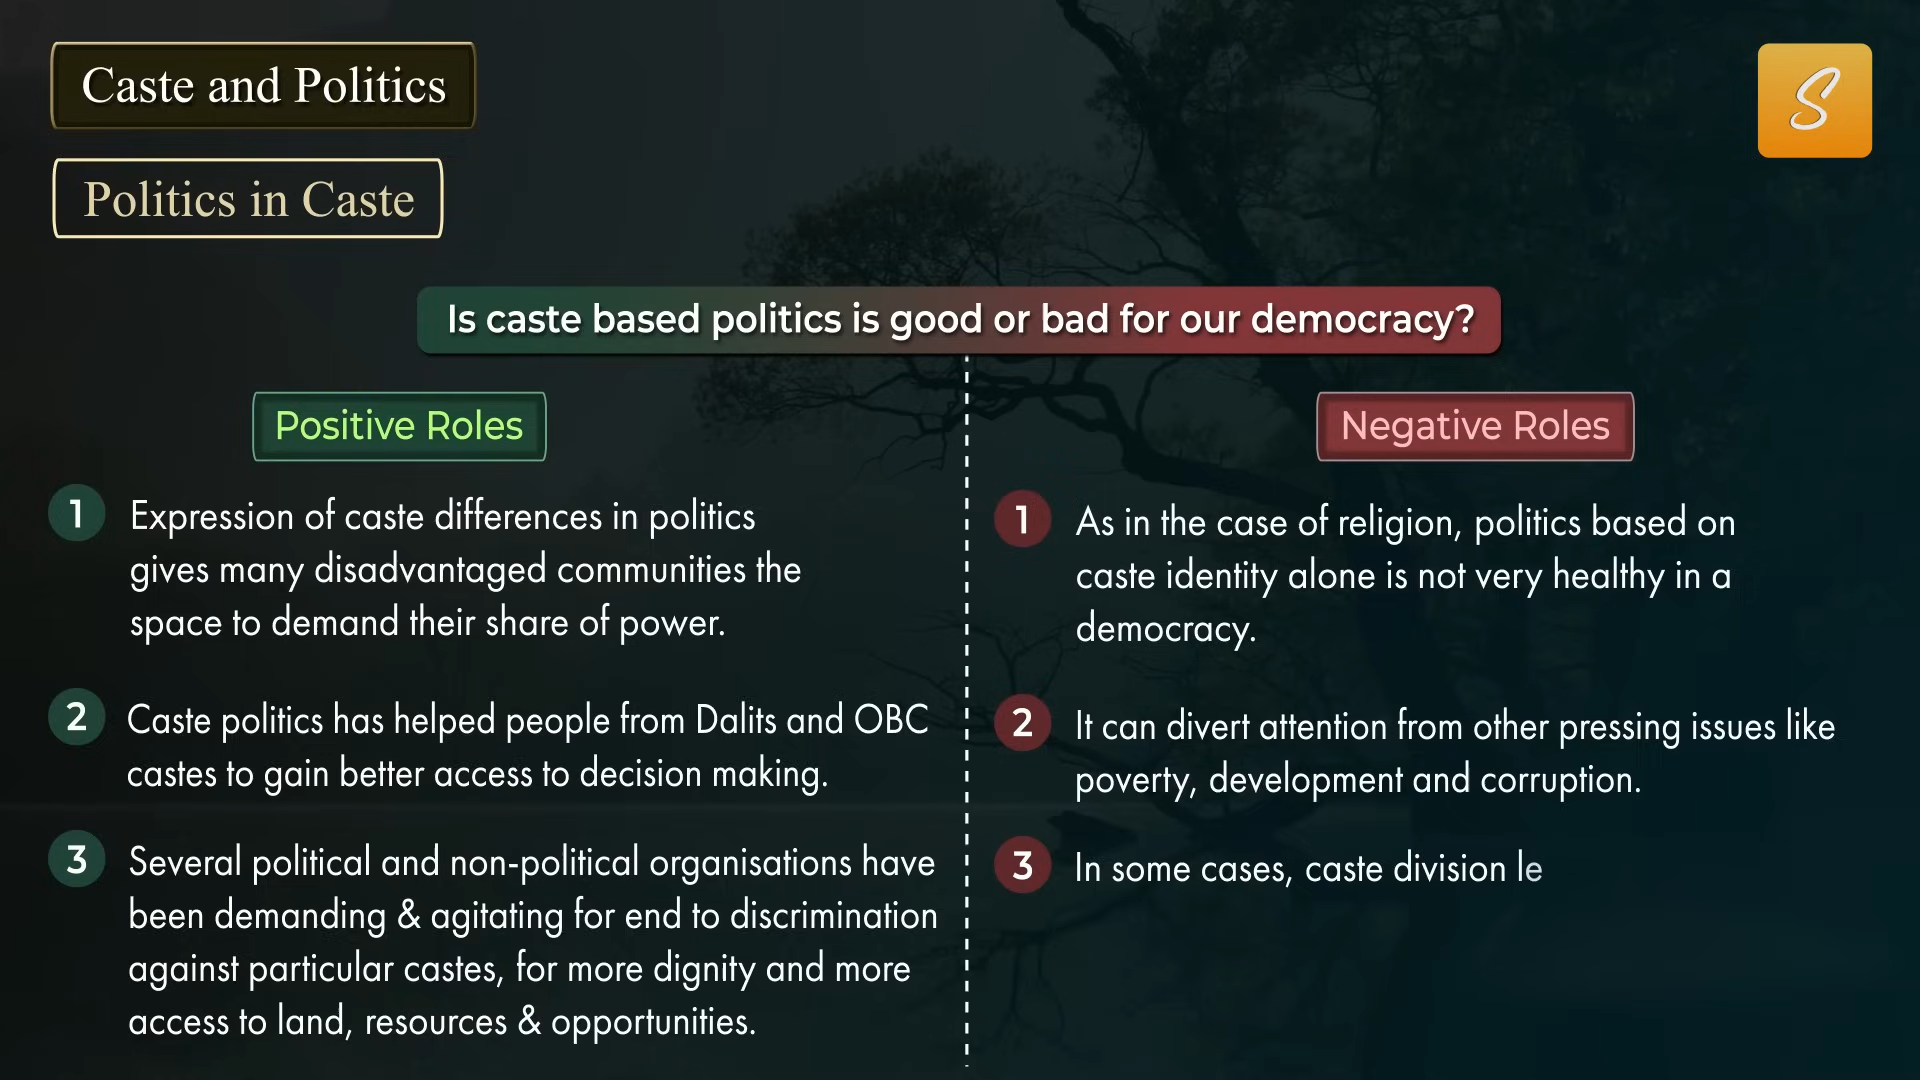 Caste and Politics
S
Politics in Caste
Is caste based politics is good or bad for our democracy?
Positive Roles
1 Expression of caste differences in politics
gives many disadvantaged communities the
space to demand their share of power.
2 Caste politics has helped people from Dalits and OBC
castes to gain better access to decision making.
3 Several political and non-political organisations have
been demanding & agitating for end to discrimination
against particular castes, for more dignity and more
access to land, resources & opportunities.
Negative Roles
1 As in the case of religion, politics based on
caste identity alone is not very healthy in a
democracy.
2 It can divert attention from other pressing issues like
poverty, development and corruption.
3 In some cases, caste division le